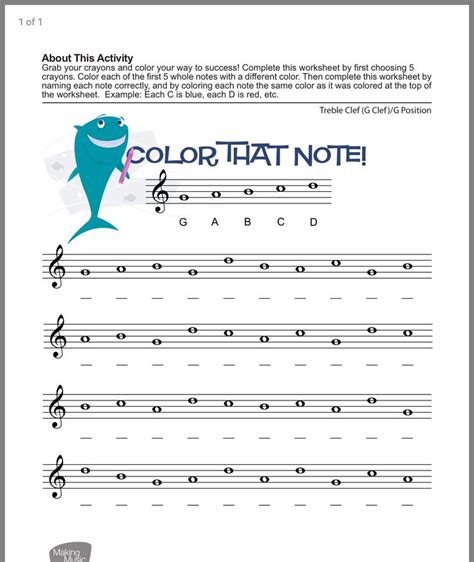 1 of 1
About This Activity
Grab your crayons and color your way to success! Complete this worksheet by first choosing 5
crayons. Color each of the first 5 whole notes with a different color. Then complete this worksheet by
naming each note correctly, and by coloring each note the same color as it was colored at the top of
the worksheet. Example: Each C is blue, each D is red, etc.
Treble Clef (G Clef)/G Position
COLOR THAT NOTE!
G A B C D
Making
Music